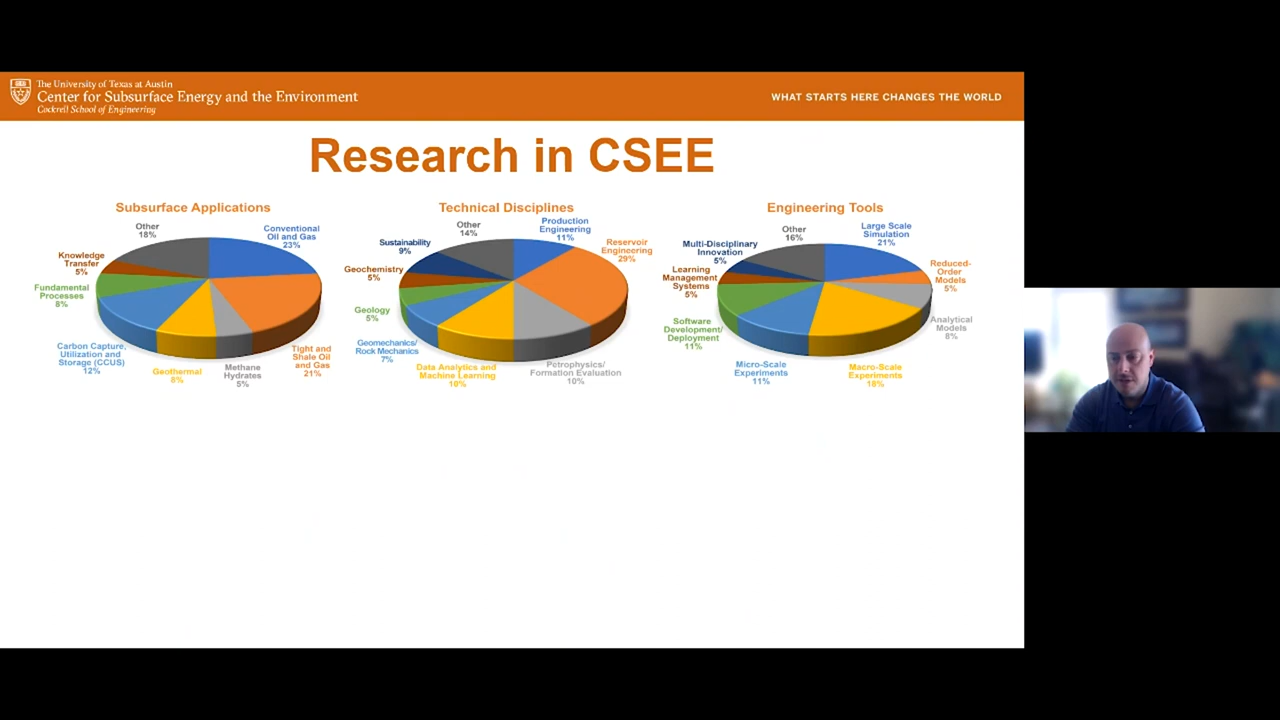 The University of Texas at Austin
Center for Subsurface Energy and the Environment
Cockrell School of Engineering
WHAT STARTS HERE CHANGES THE WORLD
Research in CSEE
Subsurface Applications
Conventional
Oil and Gas
23%
Tight and
Shale Oil
and Gas
21%
Methane
Hydrates
5%
Geothermal
8%
Carbon Capture,
Utilization and
Storage (CCUS)
12%
Fundamental
Processes
8%
Knowledge
Transfer
5%
Other
18%
Technical Disciplines
Production
Engineering
11%
Reservoir
Engineering
29%
Petrophysics/
Formation Evaluation
10%
Data Analytics and
Machine Learning
10%
Geomechanics/
Rock Mechanics
7%
Geology
5%
Geochemistry
5%
Sustainability
9%
Other
14%
Engineering Tools
Large Scale
Simulation
21%
Reduced-
Order
Models
5%
Analytical
Models
8%
Macro-Scale
Experiments
18%
Micro-Scale
Experiments
11%
Software
Development/
Deployment
11%
Learning
Management
Systems
5%
Multi-Disciplinary
Innovation
5%
Other
16%